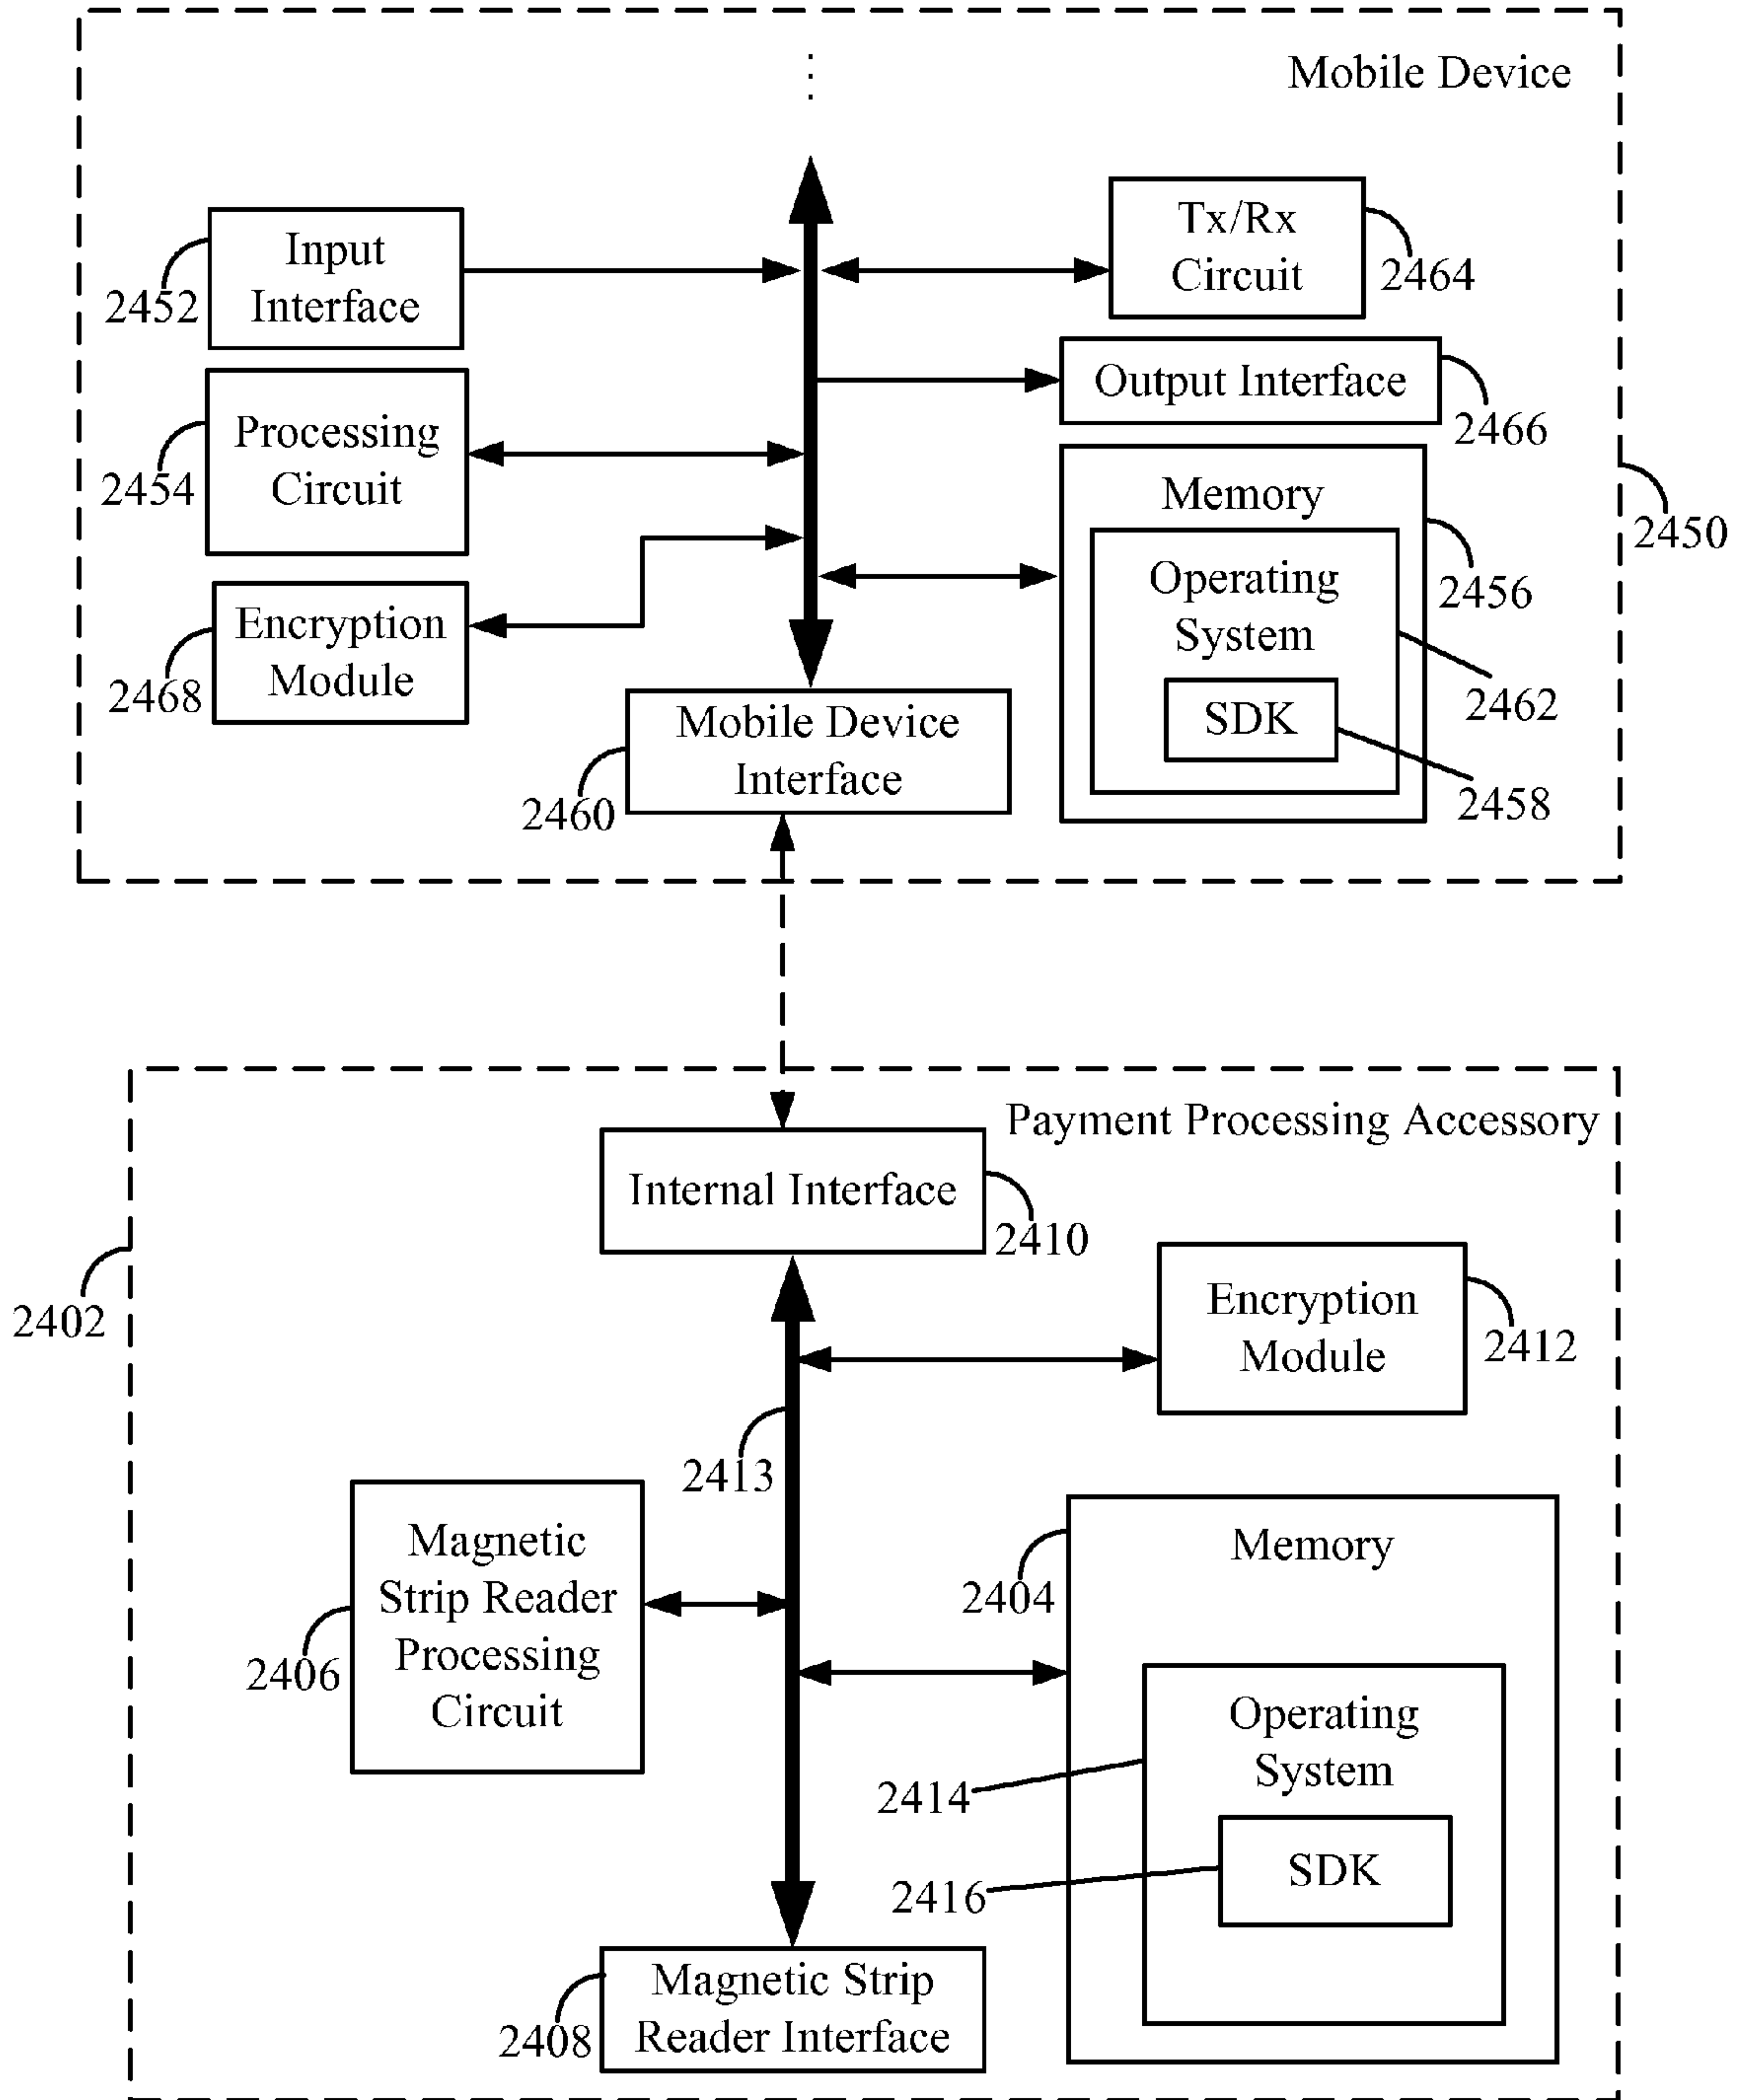 Mobile Device
Input
Interface
2452
Tx/Rx
Circuit
2464
Output Interface
2466
Processing
Circuit
2454
Memory
2456
2450
Operating
System
2462
SDK
2458
Encryption
Module
2468
Mobile Device
Interface
2460
Payment Processing Accessory
Internal Interface
2410
2402
Encryption
Module
2412
2413
Magnetic
Strip Reader
Processing
Circuit
2406
Memory
2404
Operating
System
2414
SDK
2416
Magnetic Strip
Reader Interface
2408